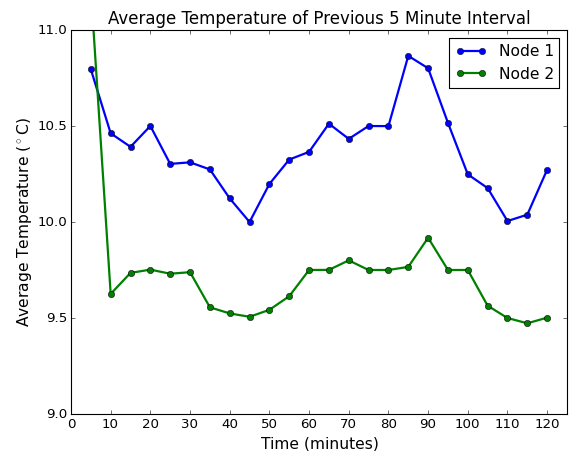 Average Temperature of Previous 5 Minute Interval
11.0
10.5
10.0
9.5
9.0
Average Temperature (°C)
Node 1
Node 2
0 10 20 30 40 50 60 70 80 90 100 110 120
Time (minutes)